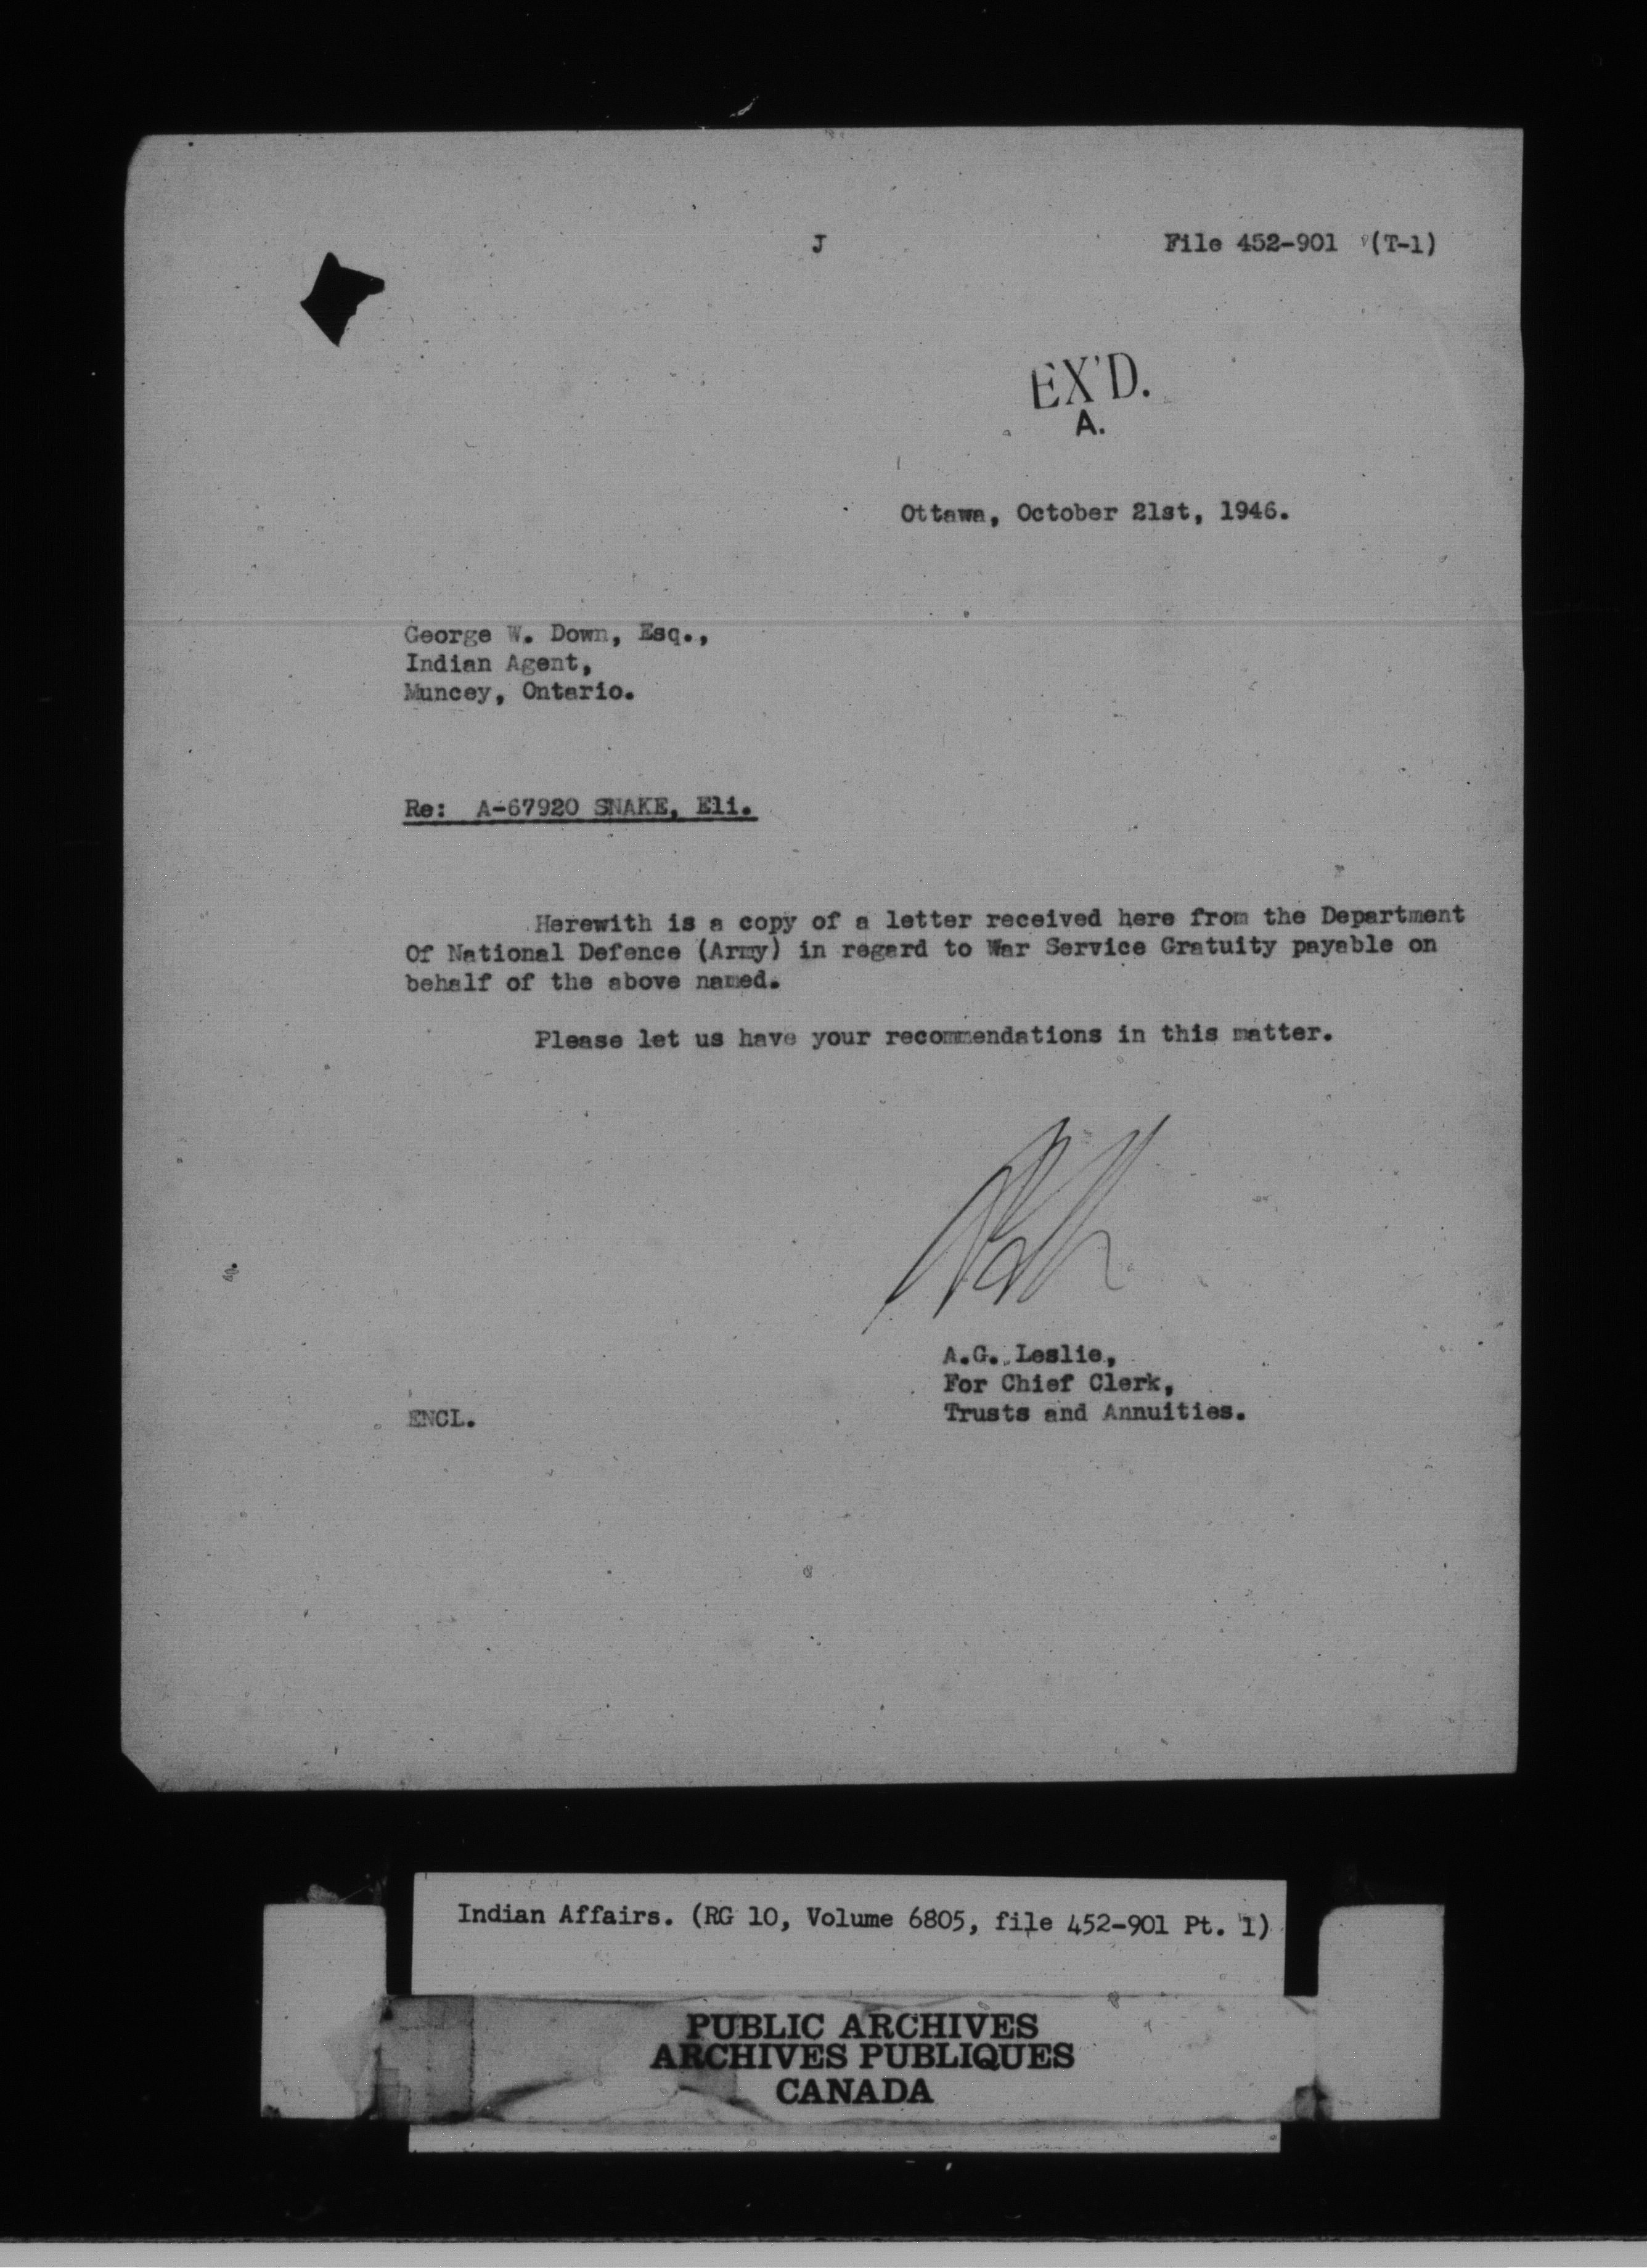 J
File 452-901 (T-1)
EX'D.
A.
Ottawa, October 21st, 1946.
George W. Down, Esq.,
Indian Agent,
Muncey, Ontario.
Re: A-67920 SNAKE, Eli.
Herewith is a copy of a letter received here from the Department
Of National Defence (Army) in regard to War Service Gratuity payable on
behalf of the above named.
Please let us have your recommendations in this matter.
A.G. Leslie,
For Chief Clerk,
Trusts and Annuities.
ENCL.
Indian Affairs. (RG 10, Volume 6805, file 452-901 Pt. 1)
PUBLIC ARCHIVES
ARCHIVES PUBLIQUES
CANADA